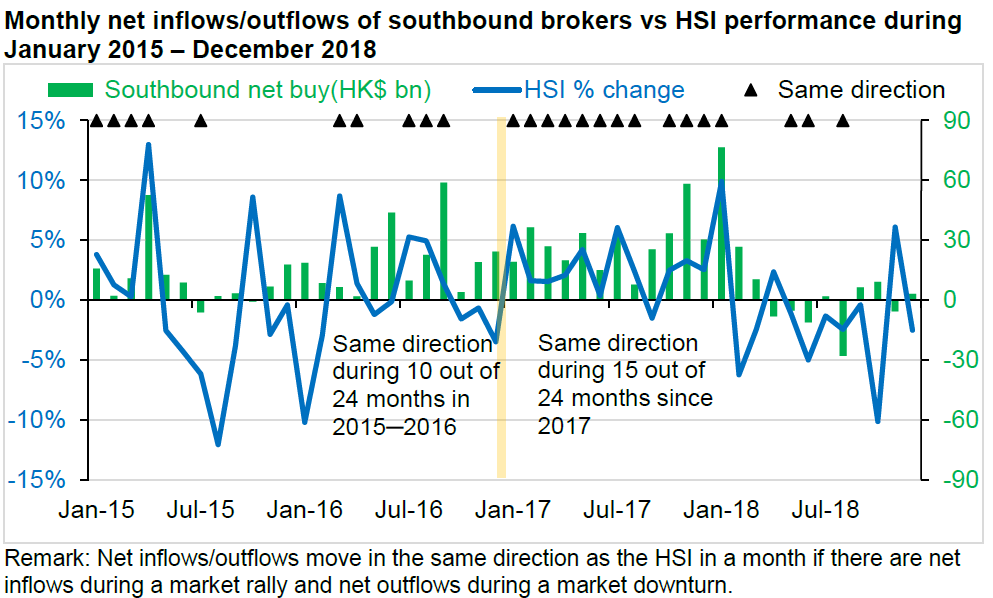 Monthly net inflows/outflows of southbound brokers vs HSI performance during
January 2015 – December 2018
Southbound net buy(HK$ bn)
HSI % change
Same direction
15%
10%
5%
0%
-5%
-10%
-15%
90
60
30
0
-30
-60
-90
Same direction
during 10 out of
24 months in
2015—2016
Same direction
during 15 out of
24 months since
2017
Jan-15
Jul-15
Jan-16
Jul-16
Jan-17
Jul-17
Jan-18
Jul-18
Remark: Net inflows/outflows move in the same direction as the HSI in a month if there are net
inflows during a market rally and net outflows during a market downturn.